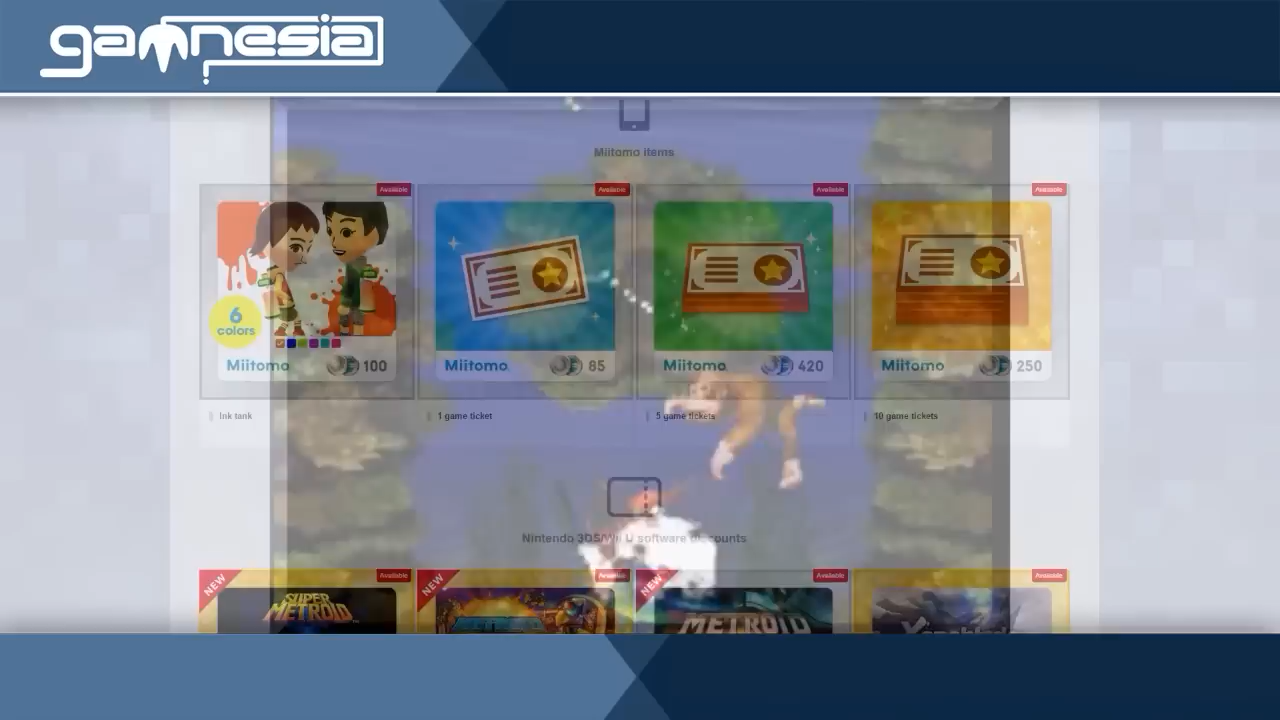 gamnesia
Miitomo items
Available
Available
Available
Available
6
colors
Miitomo
100
Miitomo
85
Miitomo
420
Miitomo
250
Ink tank
1 game ticket
5 game tickets
10 game tickets
Nintendo 3DS/Wii U software discounts
NEW
Available
NEW
Available
NEW
Available
Available
SUPER
METROID
METROID